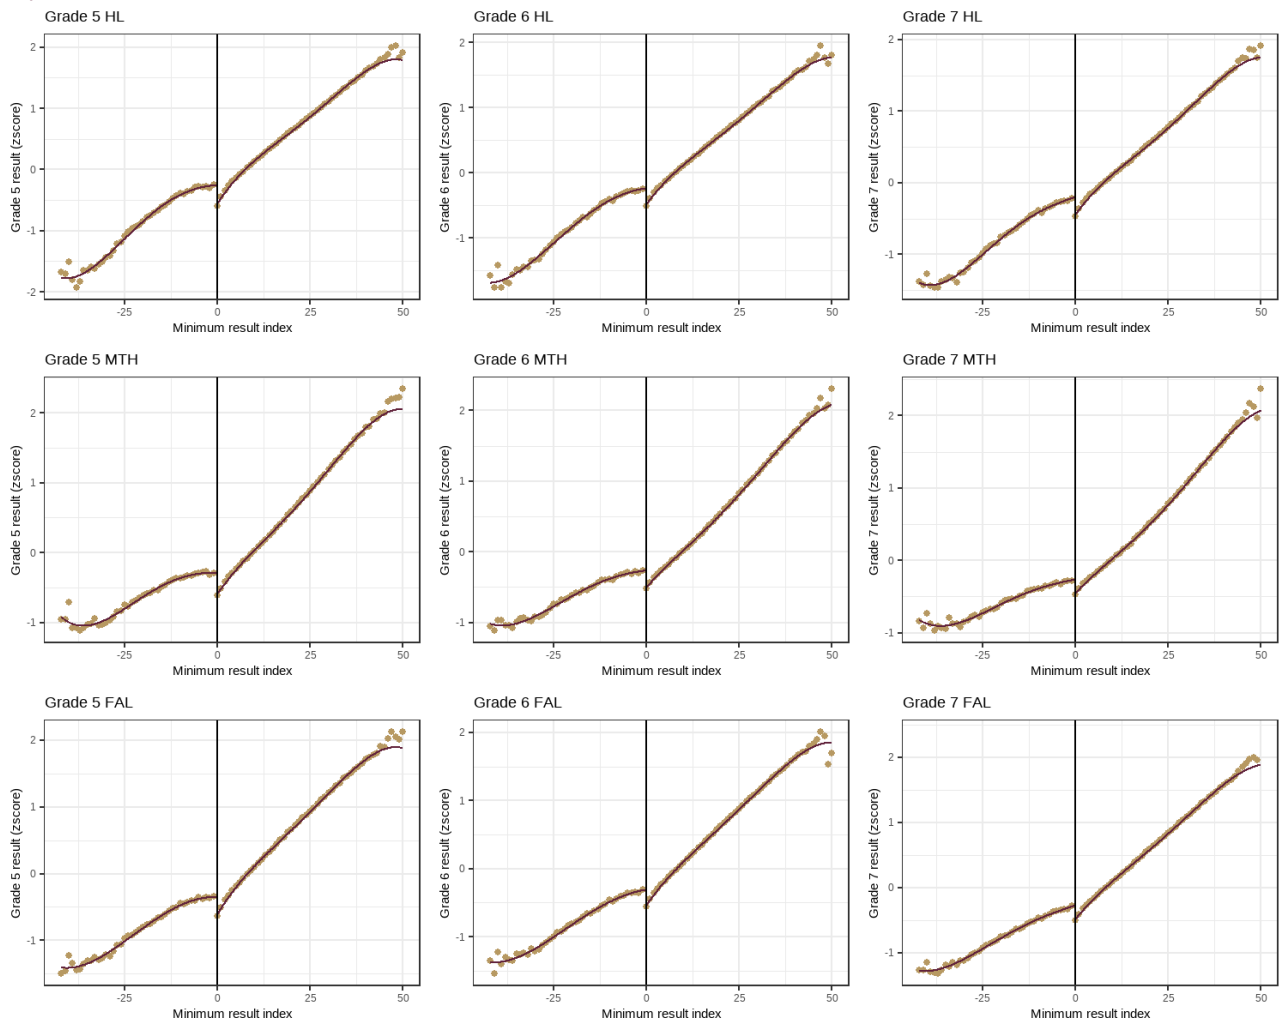 Grade 5 HL
Grade 6 HL
Grade 7 HL
Grade 5 result (zscore)
2
1
0
-1
-2
-25
0
25
50
Minimum result index
Grade 6 result (zscore)
2
1
0
-1
-25
0
25
50
Minimum result index
Grade 7 result (zscore)
2
1
0
-1
-25
0
25
50
Minimum result index
Grade 5 MTH
Grade 6 MTH
Grade 7 MTH
Grade 5 result (zscore)
2
1
0
-1
-25
0
25
50
Minimum result index
Grade 6 result (zscore)
2
1
0
-1
-25
0
25
50
Minimum result index
Grade 7 result (zscore)
2
1
0
-1
-25
0
25
50
Minimum result index
Grade 5 FAL
Grade 6 FAL
Grade 7 FAL
Grade 5 result (zscore)
2
1
0
-1
-25
0
25
50
Minimum result index
Grade 6 result (zscore)
2
1
0
-1
-25
0
25
50
Minimum result index
Grade 7 result (zscore)
2
1
0
-1
-25
0
25
50
Minimum result index